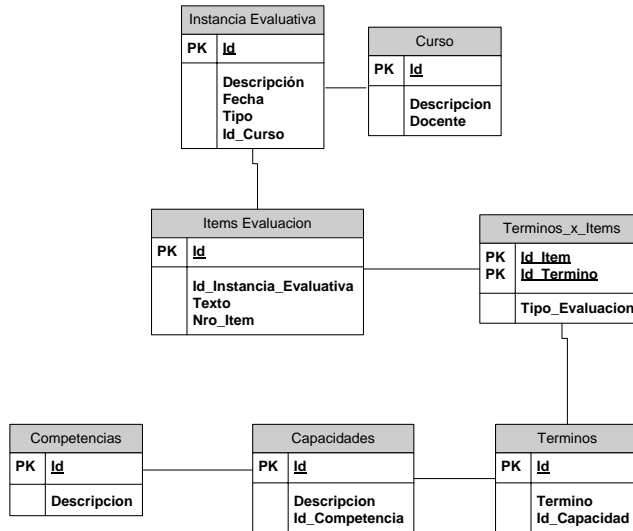 Instancia Evaluativa
PK Id
Descripción
Fecha
Tipo
Id_Curso
Curso
PK Id
Descripcion
Docente
Items Evaluacion
PK Id
Id_Instancia_Evaluativa
Texto
Nro_Item
Terminos_x_Items
PK Id_Item
PK Id_Termino
Tipo_Evaluacion
Competencias
PK Id
Descripcion
Capacidades
PK Id
Descripcion
Id_Competencia
Terminos
PK Id
Termino
Id_Capacidad